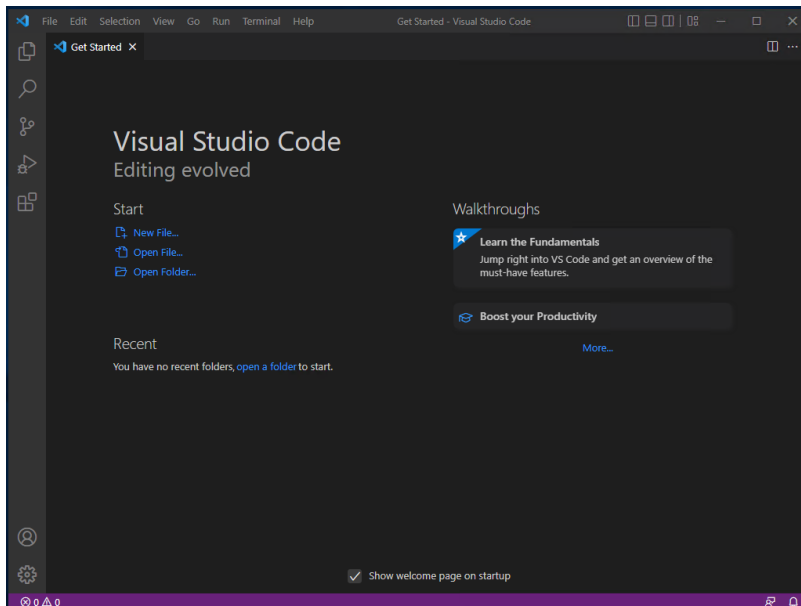 File Edit Selection View Go Run Terminal Help Get Started - Visual Studio Code
Get Started
Visual Studio Code
Editing evolved
Start
New File...
Open File...
Open Folder...
Recent
You have no recent folders, open a folder to start.
Walkthroughs
Learn the Fundamentals
Jump right into VS Code and get an overview of the
must-have features.
Boost your Productivity
More...
Show welcome page on startup
0 0